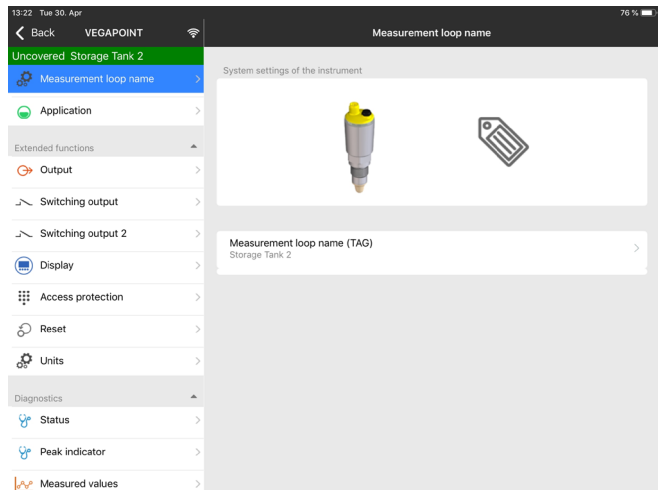 13:22 Tue 30. Apr
76 %
Back VEGAPOINT
Measurement loop name
Uncovered Storage Tank 2
Measurement loop name
Application
Extended functions
Output
Switching output
Switching output 2
Display
Access protection
Reset
Units
Diagnostics
Status
Peak indicator
Measured values
System settings of the instrument
Measurement loop name (TAG)
Storage Tank 2